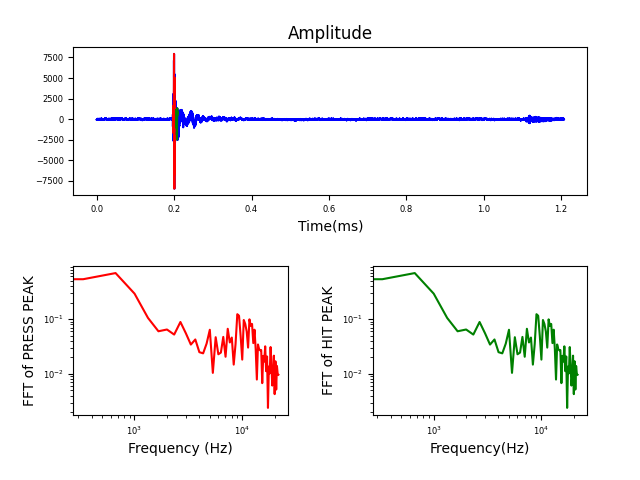 Amplitude
7500
5000
2500
0
−2500
−5000
−7500
0.0 0.2 0.4 0.6 0.8 1.0 1.2
Time(ms)
FFT of PRESS PEAK
10⁻¹
10⁻²
10³ 10⁴
Frequency (Hz)
FFT of HIT PEAK
10⁻¹
10⁻²
10³ 10⁴
Frequency(Hz)